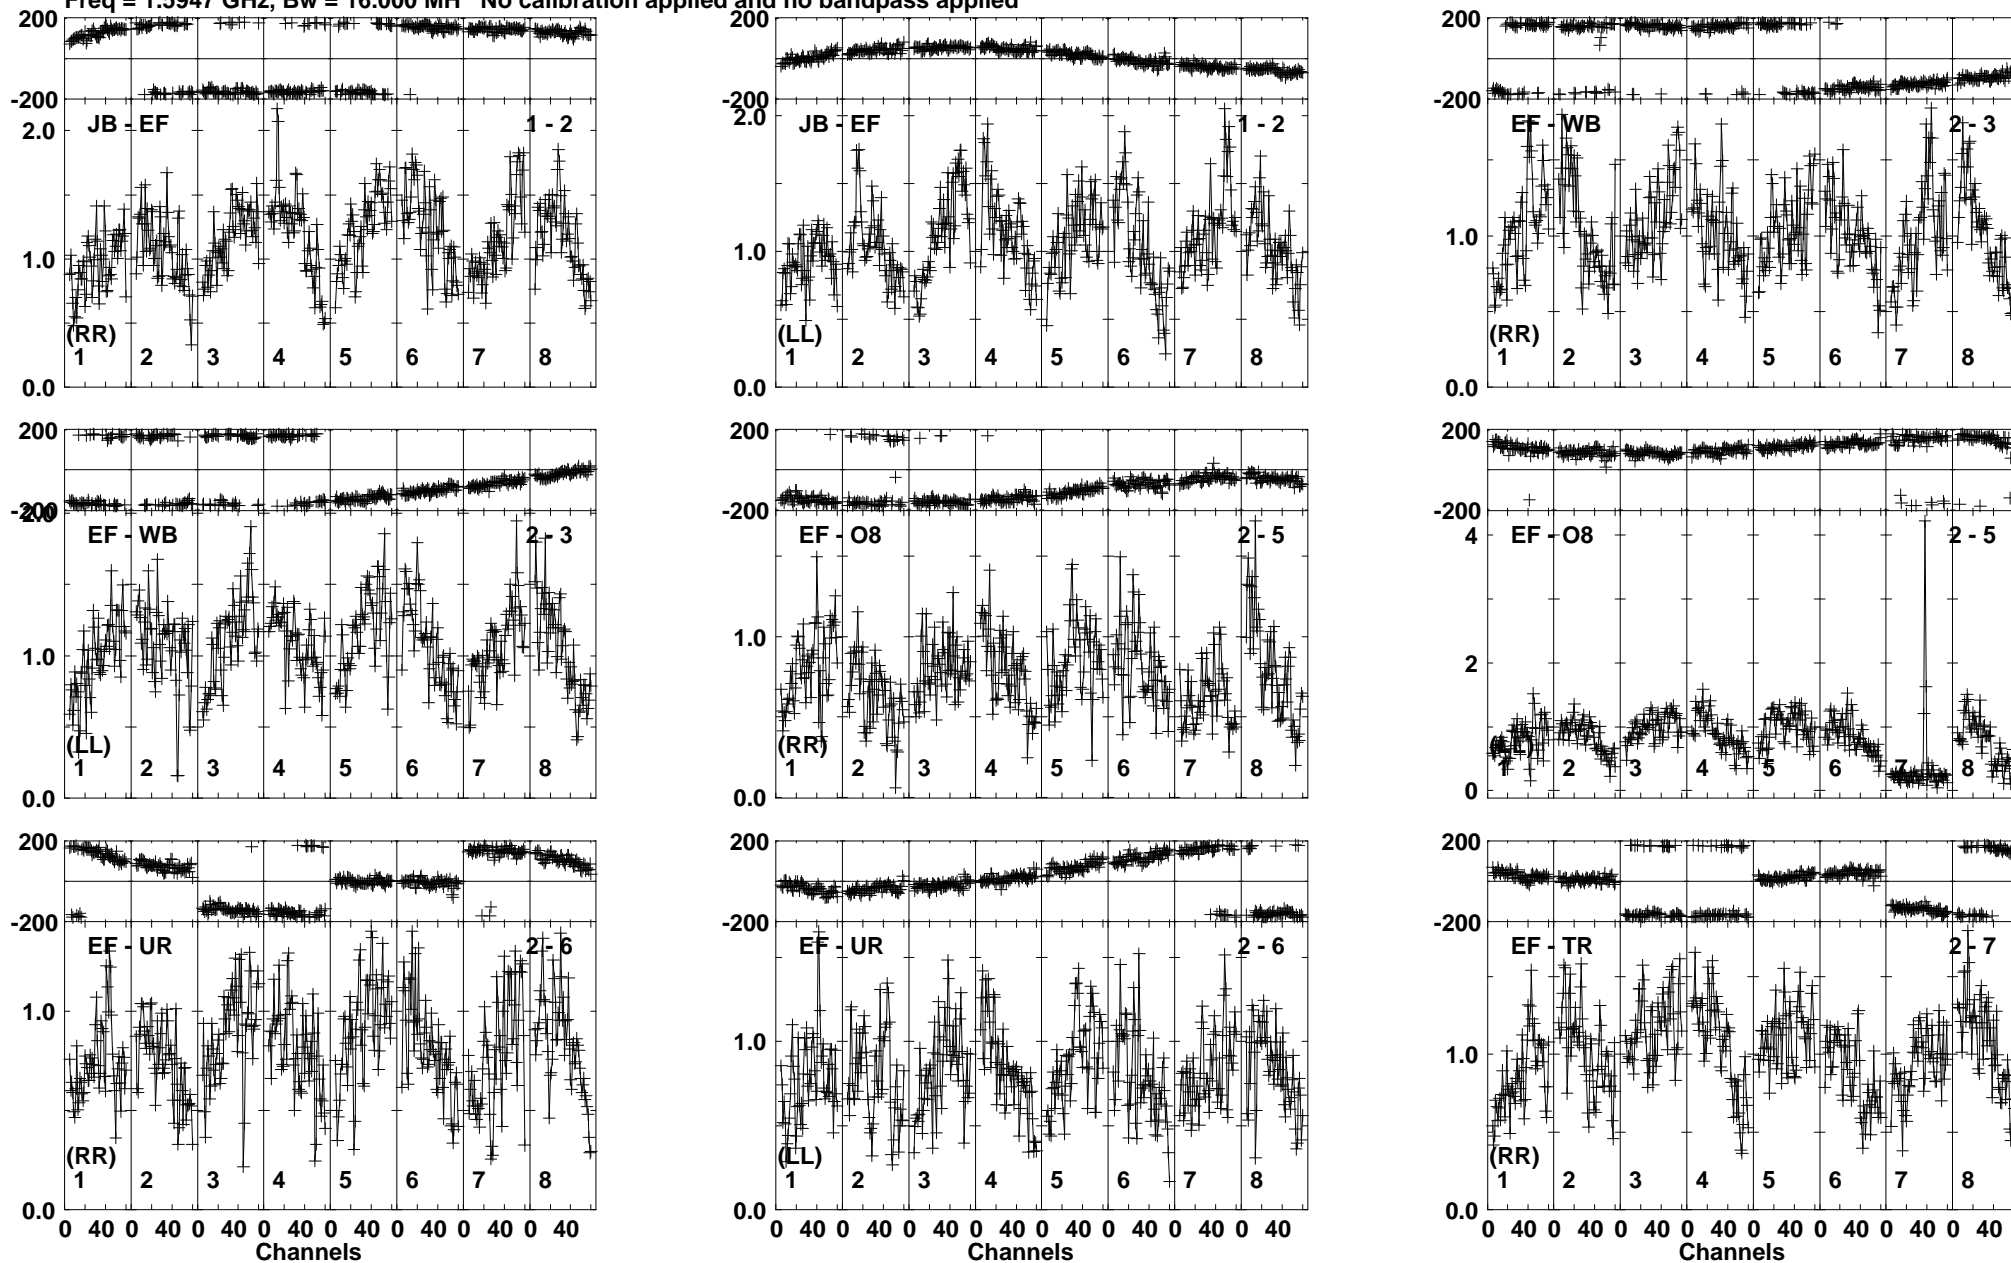 Freq = 1.5947 GHz, Bw = 16.000 MH No calibration applied and no bandpass applied
200 200 200
-200 -200 -200
JB - EF 1 - 2 JB - EF 1 - 2 EF - WB 2 - 3
2.0 2.0
1.0 1.0 1.0
(RR) (LL) (RR)
1 2 3 4 5 6 7 8 1 2 3 4 5 6 7 8 1 2 3 4 5 6 7 8
0.0 0.0 0.0
200 200 200
-200 -200 -200
2.0
EF - WB 2 - 3 EF - O8 2 - 5 EF - O8 2 - 5
4
1.0 1.0 2
(LL) (RR) (LL)
1 2 3 4 5 6 7 8 1 2 3 4 5 6 7 8 1 2 3 4 5 6 7 8
0.0 0.0 0
200 200 200
-200 -200 -200
EF - UR 2 - 6 EF - UR 2 - 6 EF - TR 2 - 7
1.0 1.0 1.0
(RR) (LL) (RR)
1 2 3 4 5 6 7 8 1 2 3 4 5 6 7 8 1 2 3 4 5 6 7 8
0.0 0.0 0.0
0 40 0 40 0 40 0 40 0 40 0 40 0 40 0 40 0 40 0 40 0 40 0 40 0 40 0 40 0 40 0 40 0 40 0 40 0 40 0 40 0 40 0 40 0 40 0 40
Channels Channels Channels